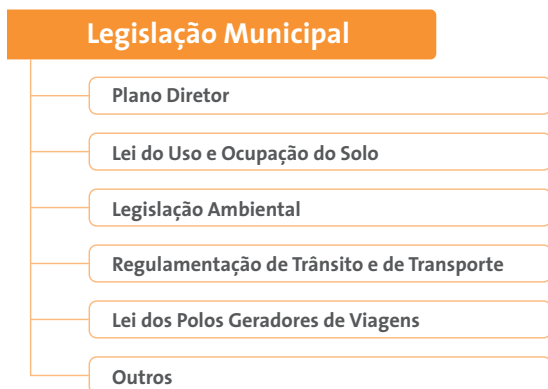 Legislação Municipal
Plano Diretor
Lei do Uso e Ocupação do Solo
Legislação Ambiental
Regulamentação de Trânsito e de Transporte
Lei dos Polos Geradores de Viagens
Outros